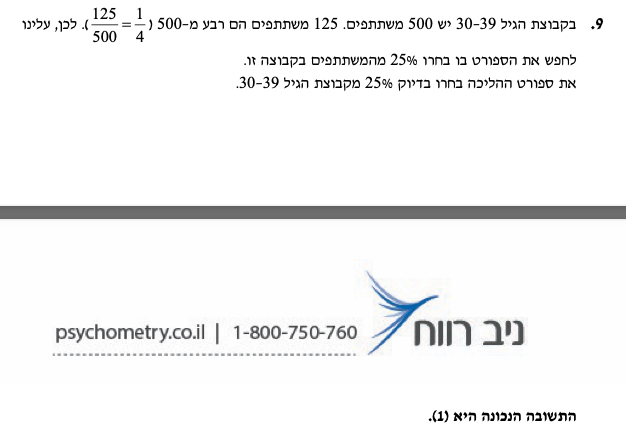 9. בקבוצת הגיל 30-39 יש 500 משתתפים. 125 משתתפים הם רבע מ-500 (125/500 = 1/4). לכן, עלינו
לחפש את הספורט בו בחרו 25% מהמשתתפים בקבוצה זו.
את ספורט ההליכה בחרו בדיוק 25% מקבוצת הגיל 30-39.
ניב רווח
psychometry.co.il | 1-800-750-760
התשובה הנכונה היא (1).